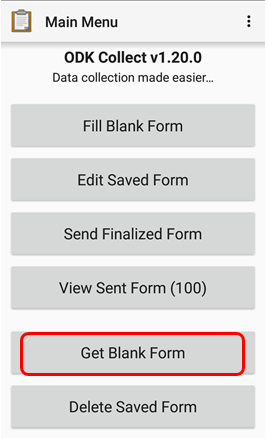 Main Menu
ODK Collect v1.20.0
Data collection made easier...
Fill Blank Form
Edit Saved Form
Send Finalized Form
View Sent Form (100)
Get Blank Form
Delete Saved Form